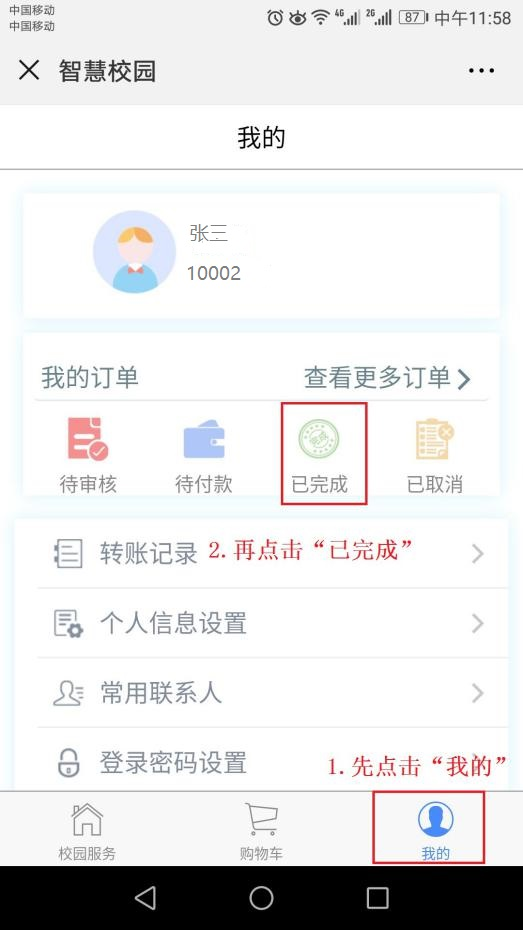 中国移动
中国移动
4G 2G 87 中午11:58
智慧校园
我的
张三
10002
我的订单 查看更多订单
完成
待审核 待付款 已完成 已取消
转账记录 2.再点击“已完成”
个人信息设置
常用联系人
登录密码设置 1.先点击“我的”
校园服务 购物车 我的